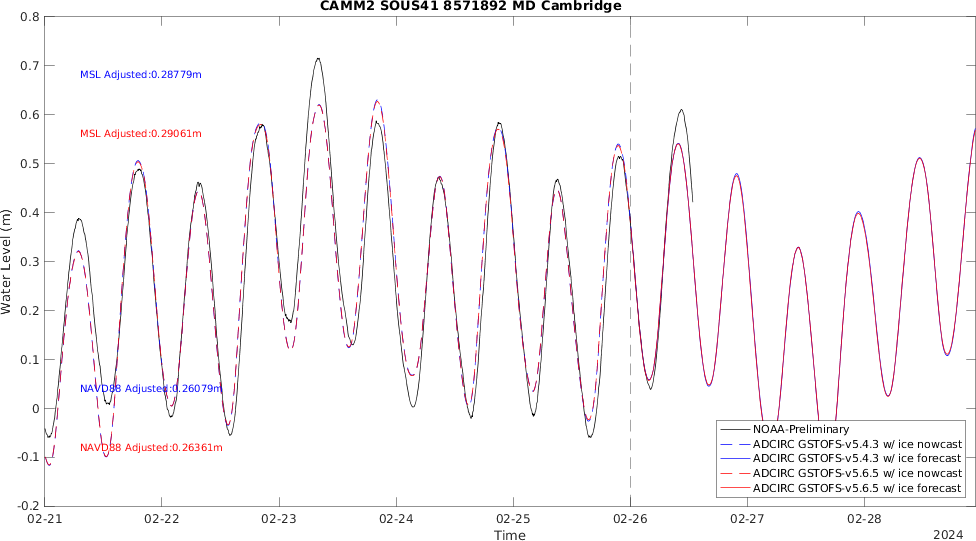 CAMM2 SOUS41 8571892 MD Cambridge
0.8
0.7
0.6
0.5
0.4
0.3
0.2
0.1
0
-0.1
-0.2
Water Level (m)
MSL Adjusted:0.28779m
MSL Adjusted:0.29061m
NAVD88 Adjusted:0.26079m
NAVD88 Adjusted:0.26361m
NOAA-Preliminary
ADCIRC GSTOFS-v5.4.3 w/ ice nowcast
ADCIRC GSTOFS-v5.4.3 w/ ice forecast
ADCIRC GSTOFS-v5.6.5 w/ ice nowcast
ADCIRC GSTOFS-v5.6.5 w/ ice forecast
02-21 02-22 02-23 02-24 02-25 02-26 02-27 02-28
Time
2024